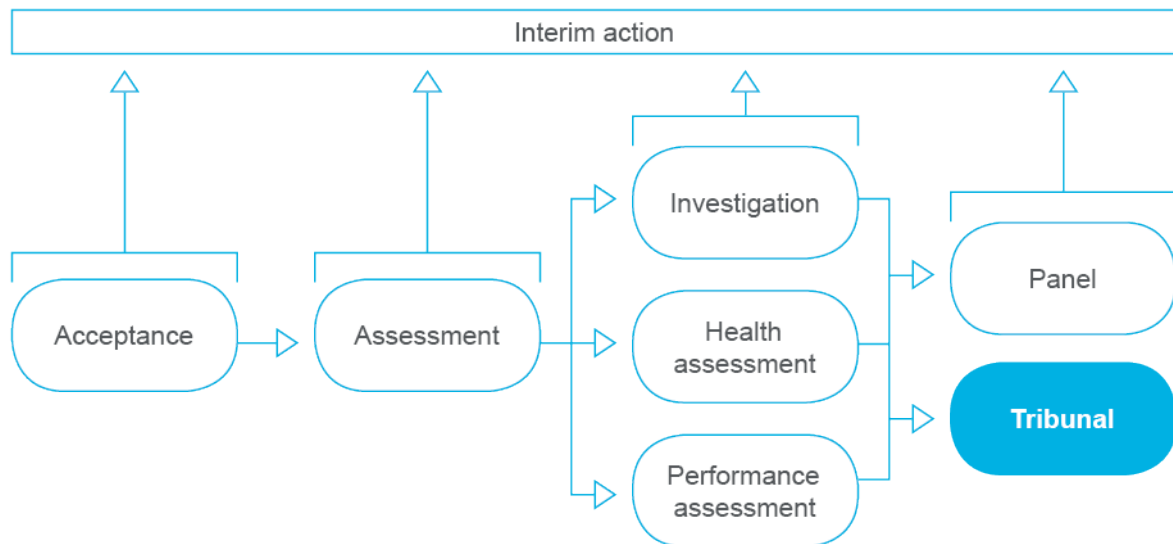 Interim action
Acceptance
Assessment
Investigation
Health
assessment
Performance
assessment
Panel
Tribunal